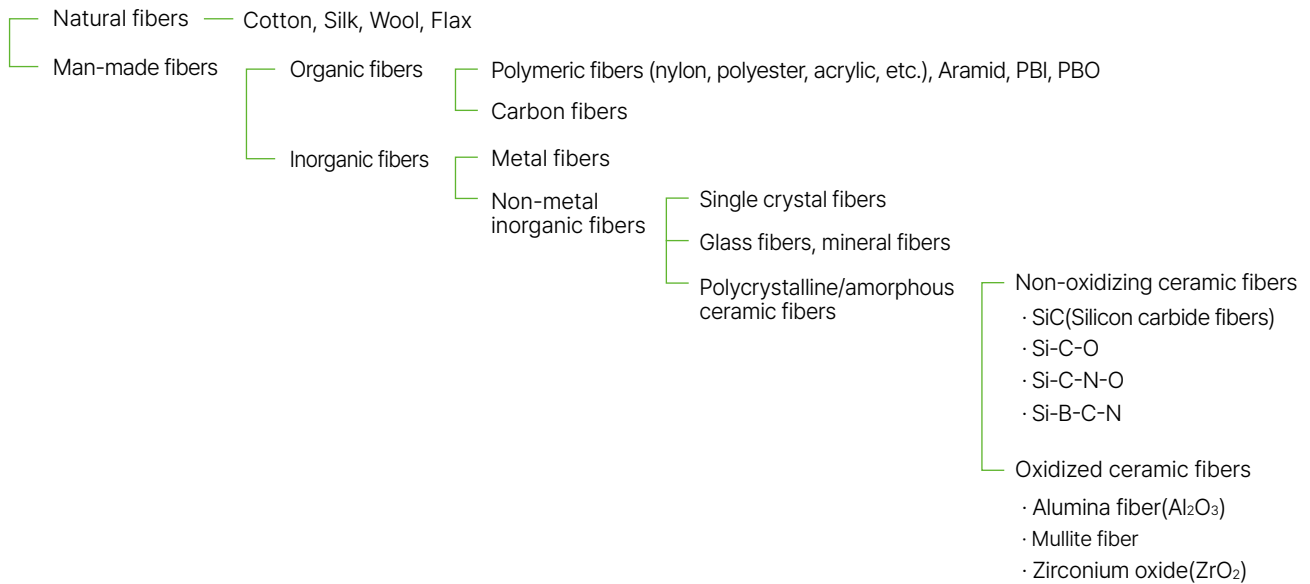 Natural fibers
Cotton, Silk, Wool, Flax
Man-made fibers
Organic fibers
Polymeric fibers (nylon, polyester, acrylic, etc.), Aramid, PBI, PBO
Carbon fibers
Inorganic fibers
Metal fibers
Non-metal
inorganic fibers
Single crystal fibers
Glass fibers, mineral fibers
Polycrystalline/amorphous
ceramic fibers
Non-oxidizing ceramic fibers
· SiC(Silicon carbide fibers)
· Si-C-O
· Si-C-N-O
· Si-B-C-N
Oxidized ceramic fibers
· Alumina fiber(Al₂O₃)
· Mullite fiber
· Zirconium oxide(ZrO₂)